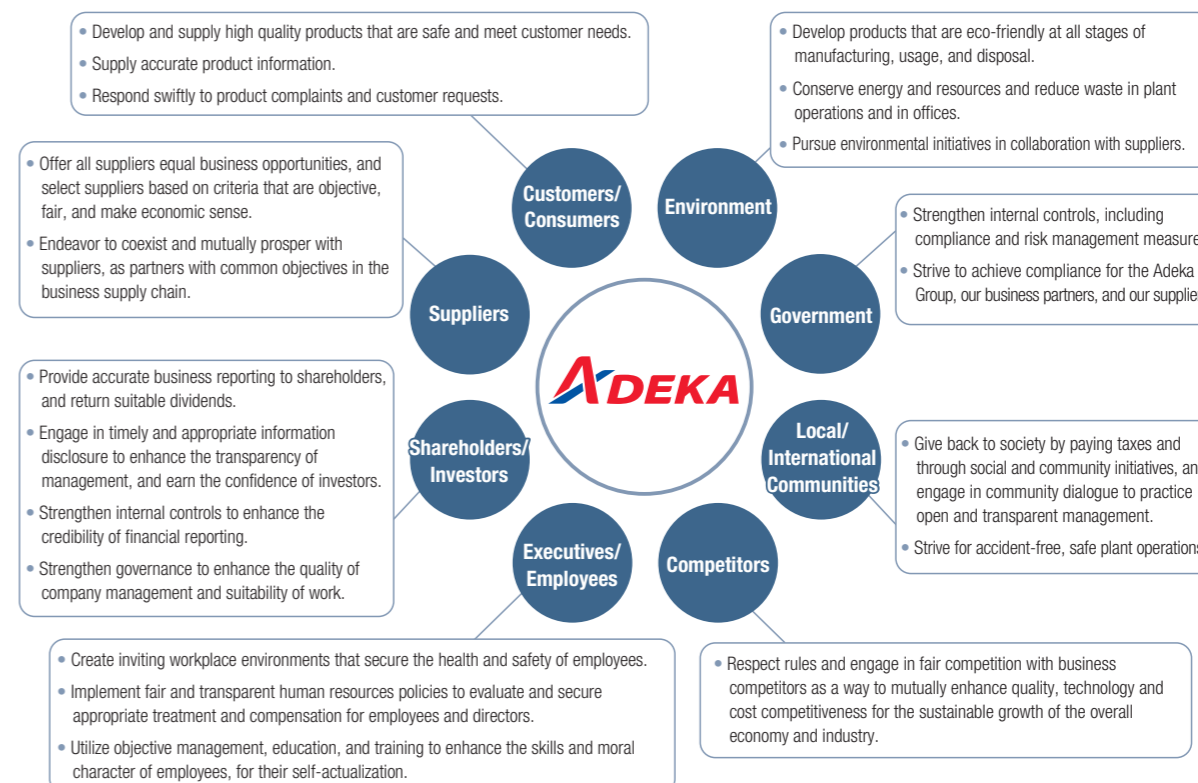 • Develop and supply high quality products that are safe and meet customer needs.
• Supply accurate product information.
• Respond swiftly to product complaints and customer requests.
• Develop products that are eco-friendly at all stages of
manufacturing, usage, and disposal.
• Conserve energy and resources and reduce waste in plant
operations and in offices.
• Pursue environmental initiatives in collaboration with suppliers.
• Offer all suppliers equal business opportunities, and
select suppliers based on criteria that are objective,
fair, and make economic sense.
• Endeavor to coexist and mutually prosper with
suppliers, as partners with common objectives in the
business supply chain.
Customers/
Consumers
Environment
• Strengthen internal controls, including
compliance and risk management measure
• Strive to achieve compliance for the Adeka
Group, our business partners, and our supplie
Suppliers
Government
ADEKA
• Provide accurate business reporting to shareholders,
and return suitable dividends.
• Engage in timely and appropriate information
disclosure to enhance the transparency of
management, and earn the confidence of investors.
• Strengthen internal controls to enhance the
credibility of financial reporting.
• Strengthen governance to enhance the quality of
company management and suitability of work.
Shareholders/
Investors
Local/
International
Communities
• Give back to society by paying taxes and
through social and community initiatives, an
engage in community dialogue to practice
open and transparent management.
• Strive for accident-free, safe plant operations
Executives/
Employees
Competitors
• Create inviting workplace environments that secure the health and safety of employees.
• Implement fair and transparent human resources policies to evaluate and secure
appropriate treatment and compensation for employees and directors.
• Utilize objective management, education, and training to enhance the skills and moral
character of employees, for their self-actualization.
• Respect rules and engage in fair competition with business
competitors as a way to mutually enhance quality, technology and
cost competitiveness for the sustainable growth of the overall
economy and industry.